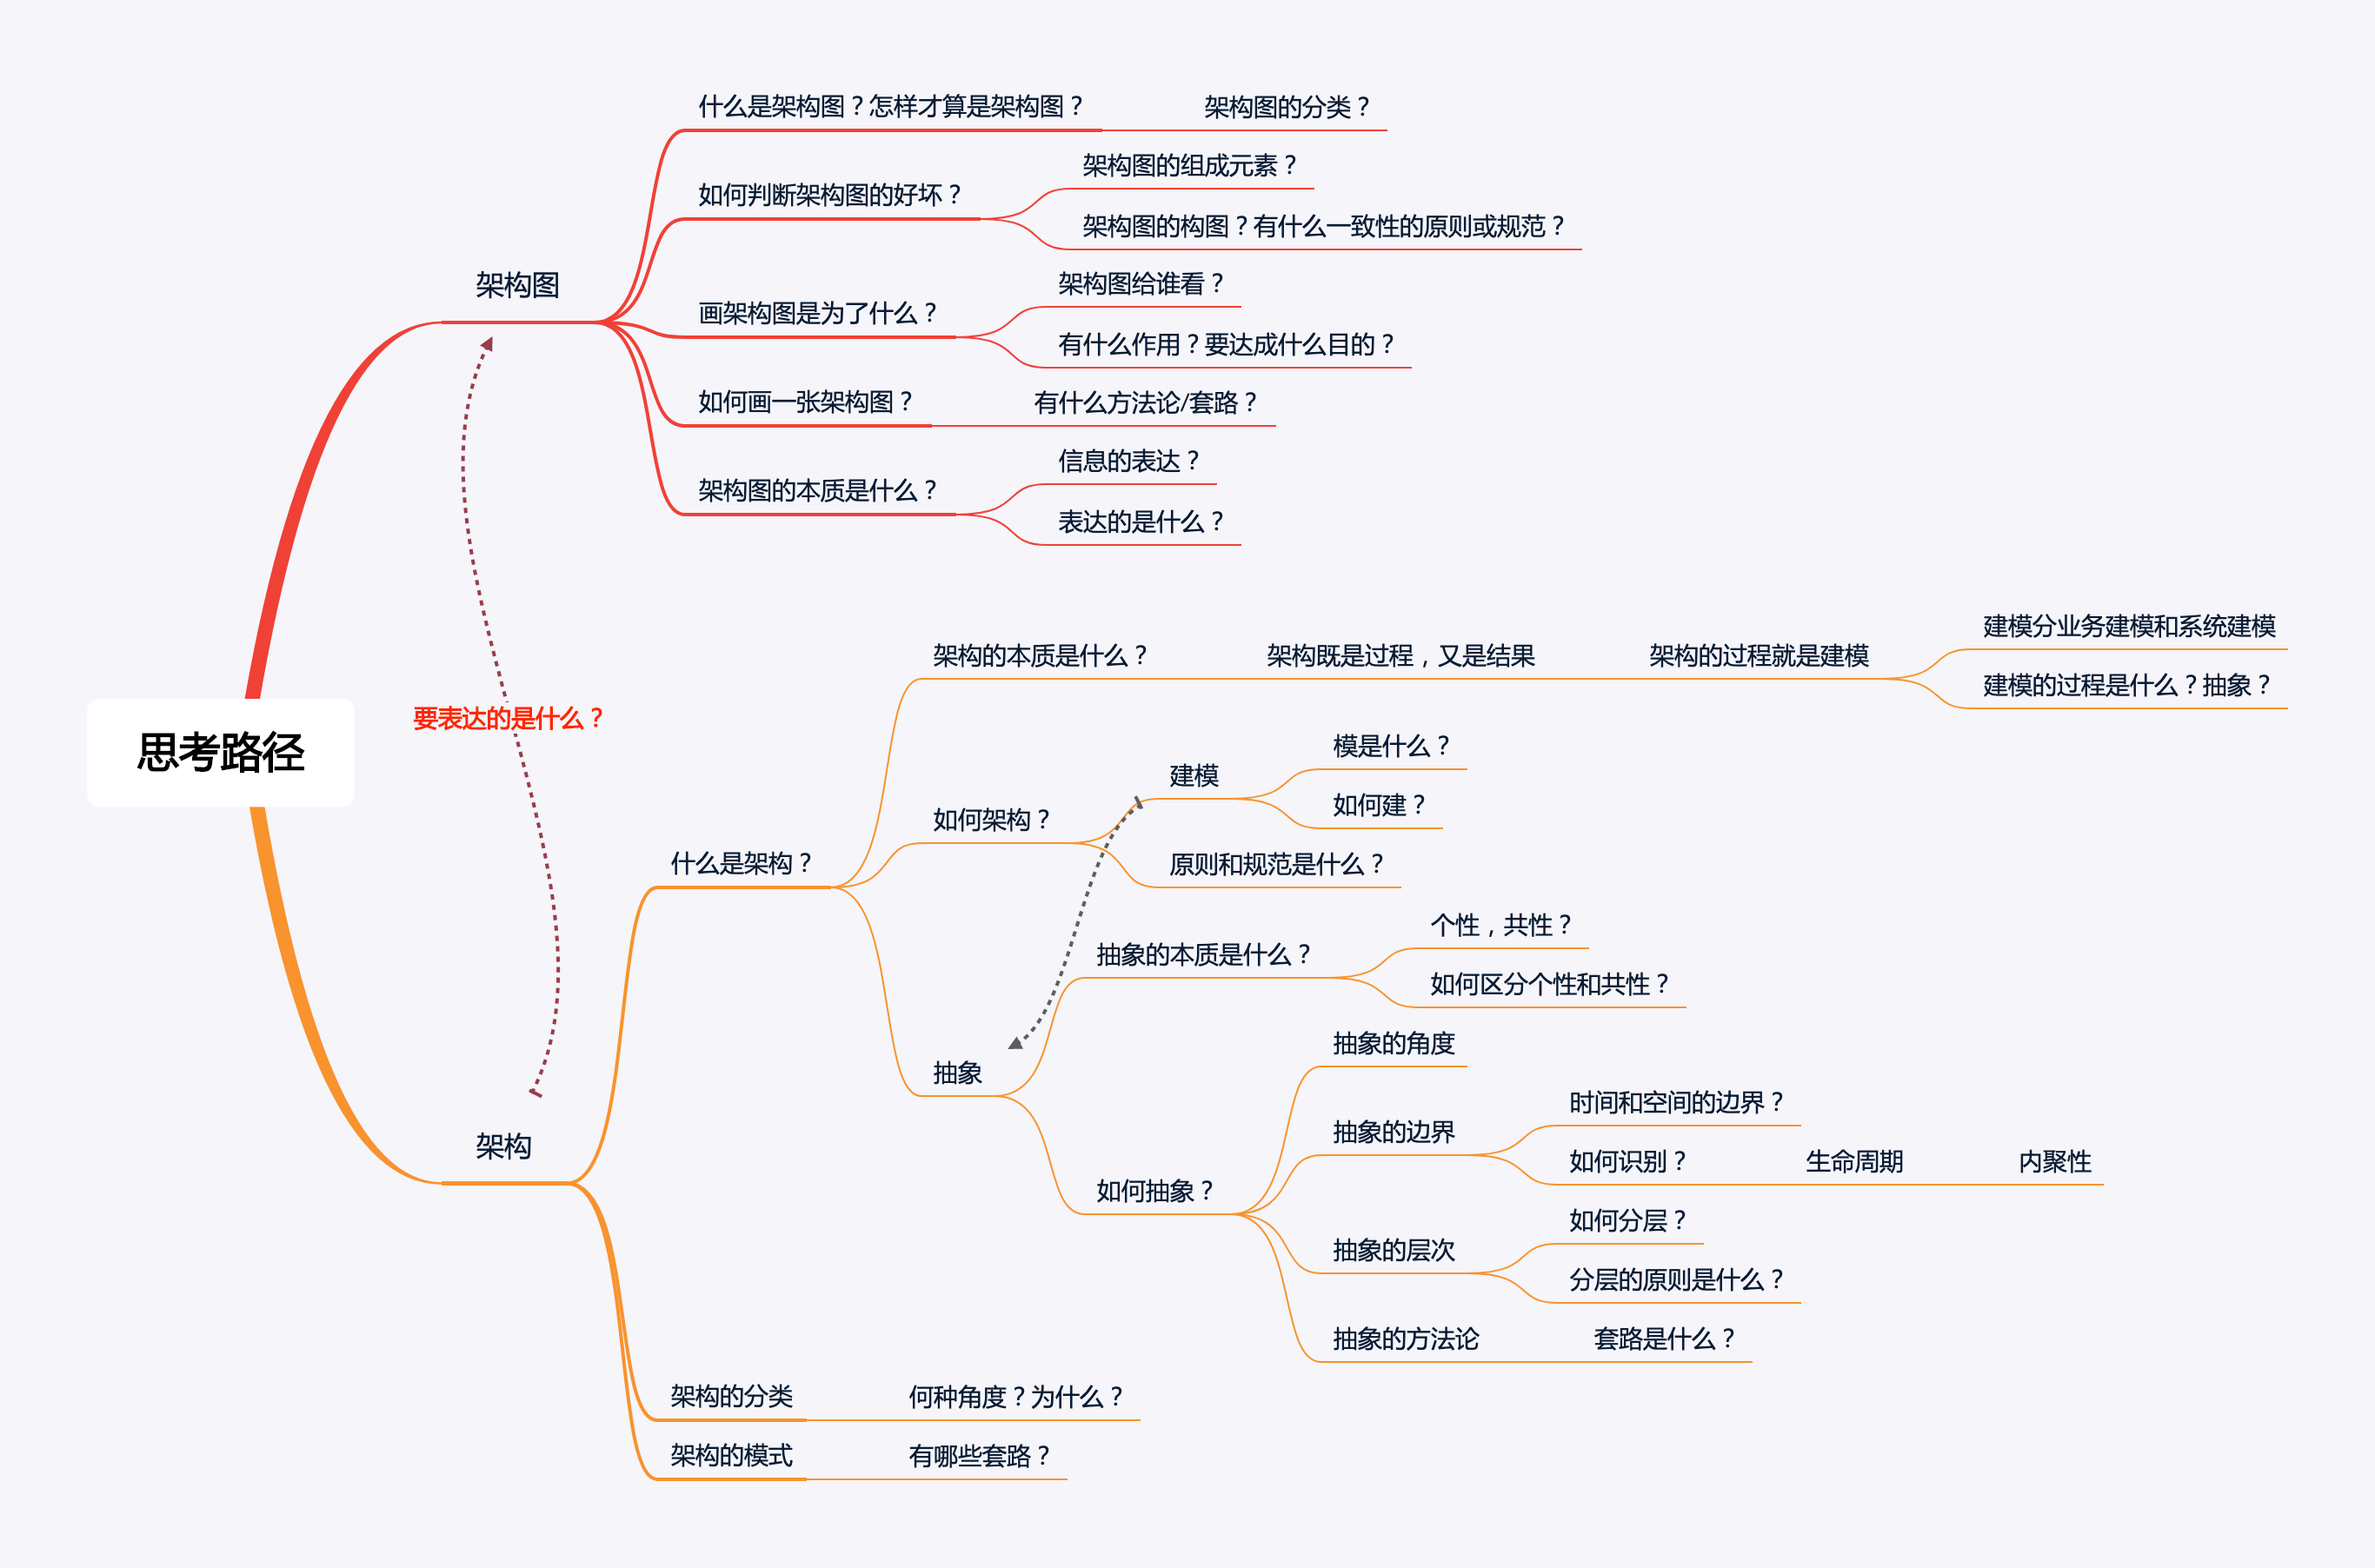 思考路径
架构图
什么是架构图？怎样才算是架构图？
架构图的分类？
如何判断架构图的好坏？
架构图的组成元素？
架构图的构图？有什么一致性的原则或规范？
画架构图是为了什么？
架构图给谁看？
有什么作用？要达成什么目的？
如何画一张架构图？
有什么方法论/套路？
架构图的本质是什么？
信息的表达？
表达的是什么？
要表达的是什么？
架构
什么是架构？
架构的本质是什么？
架构既是过程，又是结果
架构的过程就是建模
建模分业务建模和系统建模
建模的过程是什么？抽象？
如何架构？
建模
模是什么？
如何建？
原则和规范是什么？
抽象
抽象的本质是什么？
个性，共性？
如何区分个性和共性？
如何抽象？
抽象的角度
抽象的边界
时间和空间的边界？
如何识别？
生命周期
内聚性
抽象的层次
如何分层？
分层的原则是什么？
抽象的方法论
套路是什么？
架构的分类
何种角度？为什么？
架构的模式
有哪些套路？